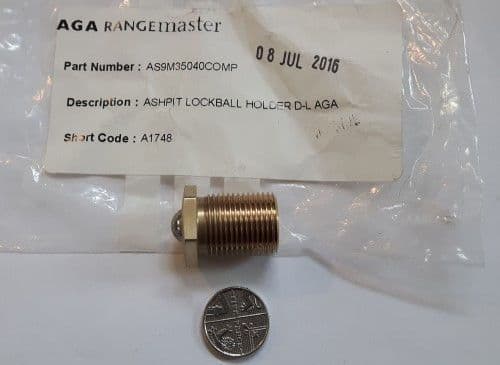 AGA RANGEmaster
08 JUL 2016
Part Number : AS9M35040COMP
Description : ASHPIT LOCKBALL HOLDER D-L AGA
Short Code : A1748